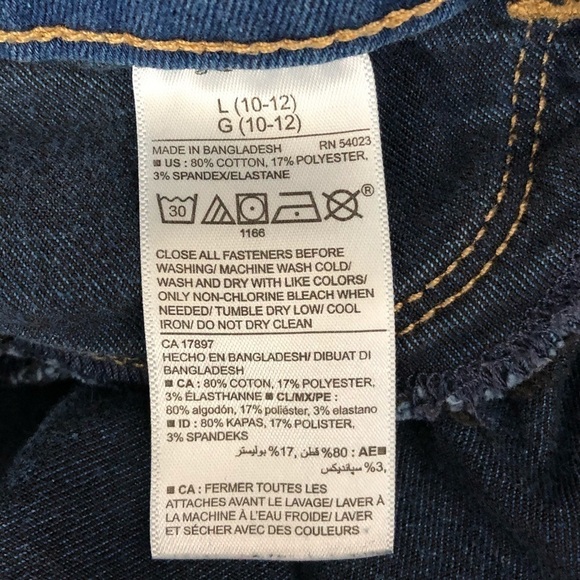 L (10-12)
G (10-12)
MADE IN BANGLADESH RN 54023
■ US : 80% COTTON, 17% POLYESTER,
3% SPANDEX/ELASTANE
30 ®
1166
CLOSE ALL FASTENERS BEFORE
WASHING/ MACHINE WASH COLD/
WASH AND DRY WITH LIKE COLORS/
ONLY NON-CHLORINE BLEACH WHEN
NEEDED/ TUMBLE DRY LOW/ COOL
IRON/ DO NOT DRY CLEAN
CA 17897
HECHO EN BANGLADESH/ DIBUAT DI
BANGLADESH
■ CA : 80% COTON, 17% POLYESTER,
3% ÉLASTHANNE ■ CL/MX/PE :
80% algodón, 17% poliéster, 3% elastano
■ ID : 80% KAPAS, 17% POLISTER,
3% SPANDEKS
■ AE : 80% قطن, 17% بوليستر
, 3% سباندیکس
■ CA : FERMER TOUTES LES
ATTACHES AVANT LE LAVAGE/ LAVER À
LA MACHINE À L'EAU FROIDE/ LAVER
ET SÉCHER AVEC DES COULEURS